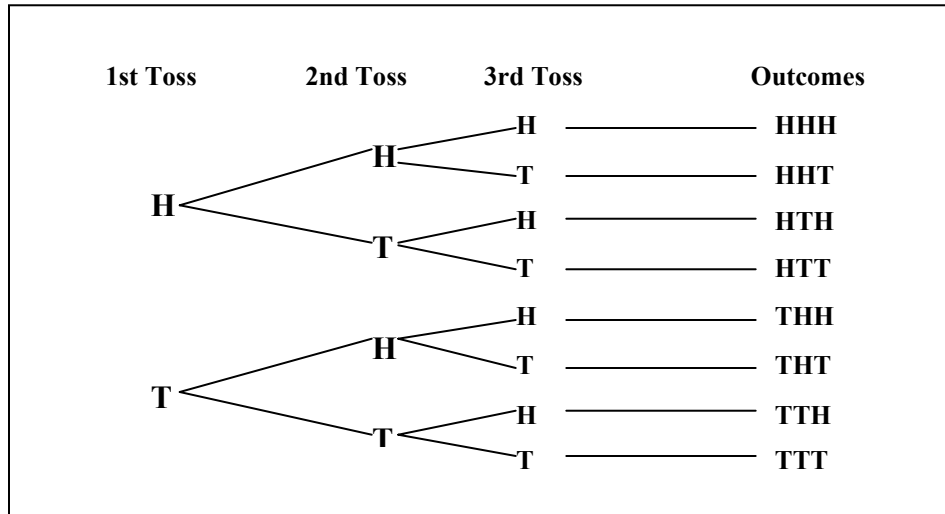 1st Toss 2nd Toss 3rd Toss Outcomes
H HHH
H
T HHT
H
H HTH
T
T HTT
H THH
H
T THT
T
H TTH
T
T TTT